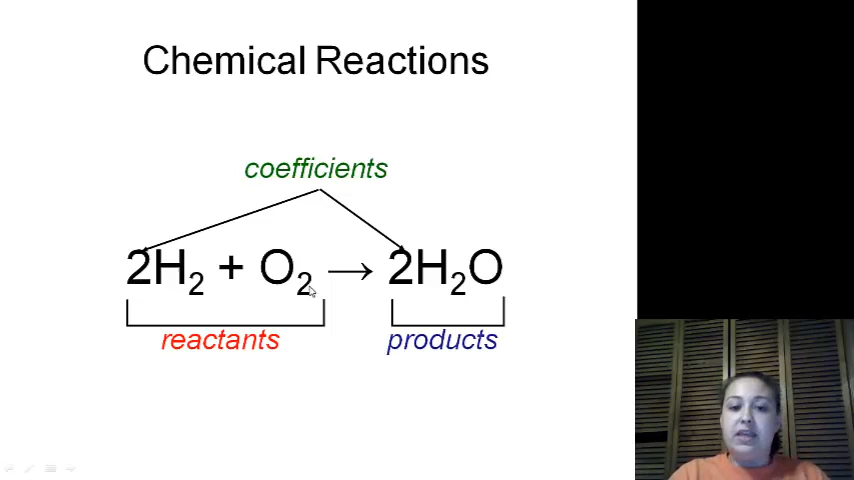 Chemical Reactions
coefficients
2H₂ + O₂ → 2H₂O
reactants products